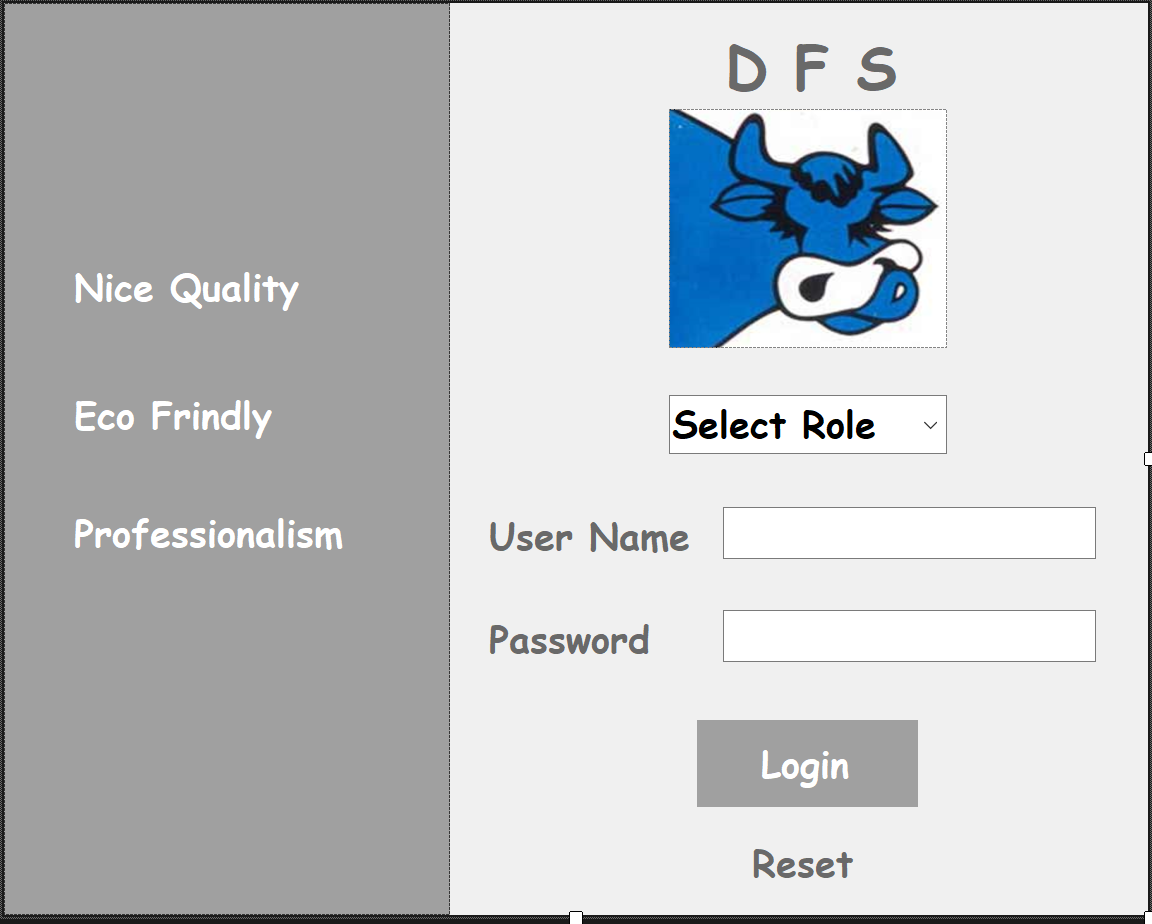 Nice Quality
Eco Frindly
Professionalism
D F S
Select Role
User Name
Password
Login
Reset